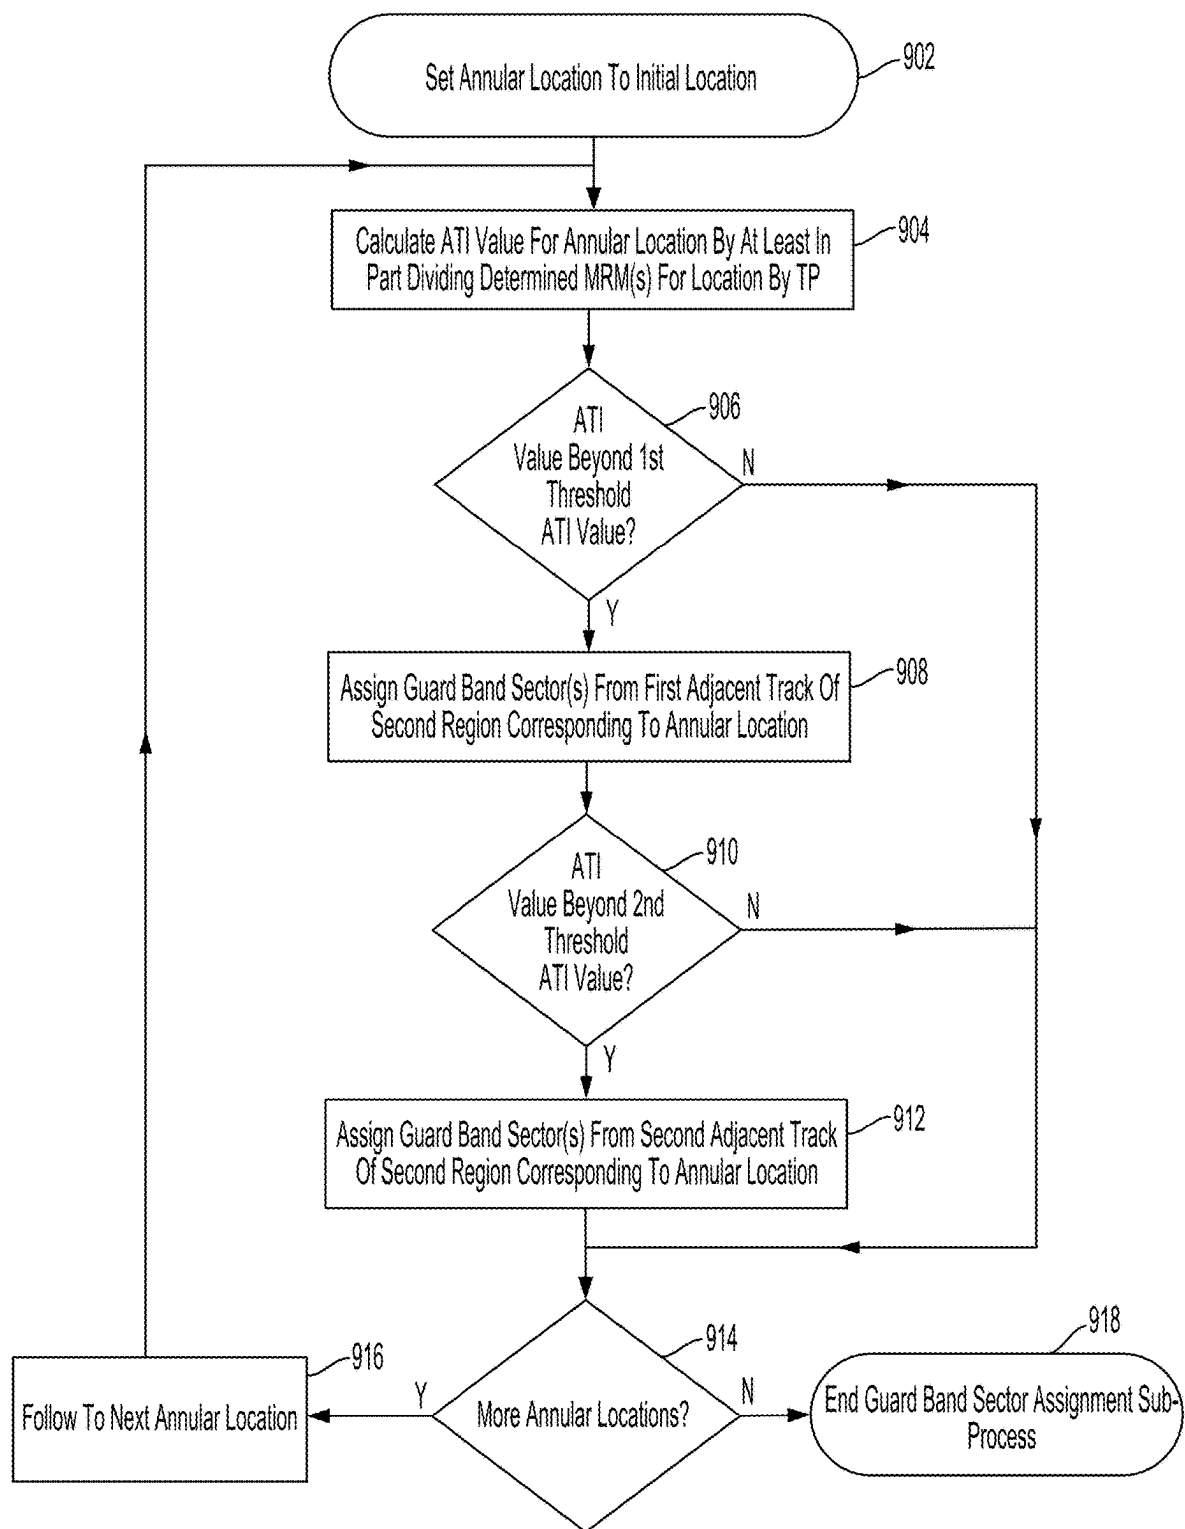 Set Annular Location To Initial Location
902
Calculate ATI Value For Annular Location By At Least In
Part Dividing Determined MRM(s) For Location By TP
904
ATI
Value Beyond 1st
Threshold
ATI Value?
906
N
Y
Assign Guard Band Sector(s) From First Adjacent Track Of
Second Region Corresponding To Annular Location
908
ATI
Value Beyond 2nd
Threshold
ATI Value?
910
N
Y
Assign Guard Band Sector(s) From Second Adjacent Track
Of Second Region Corresponding To Annular Location
912
More Annular Locations?
914
Y
N
Follow To Next Annular Location
916
End Guard Band Sector Assignment Sub-
Process
918